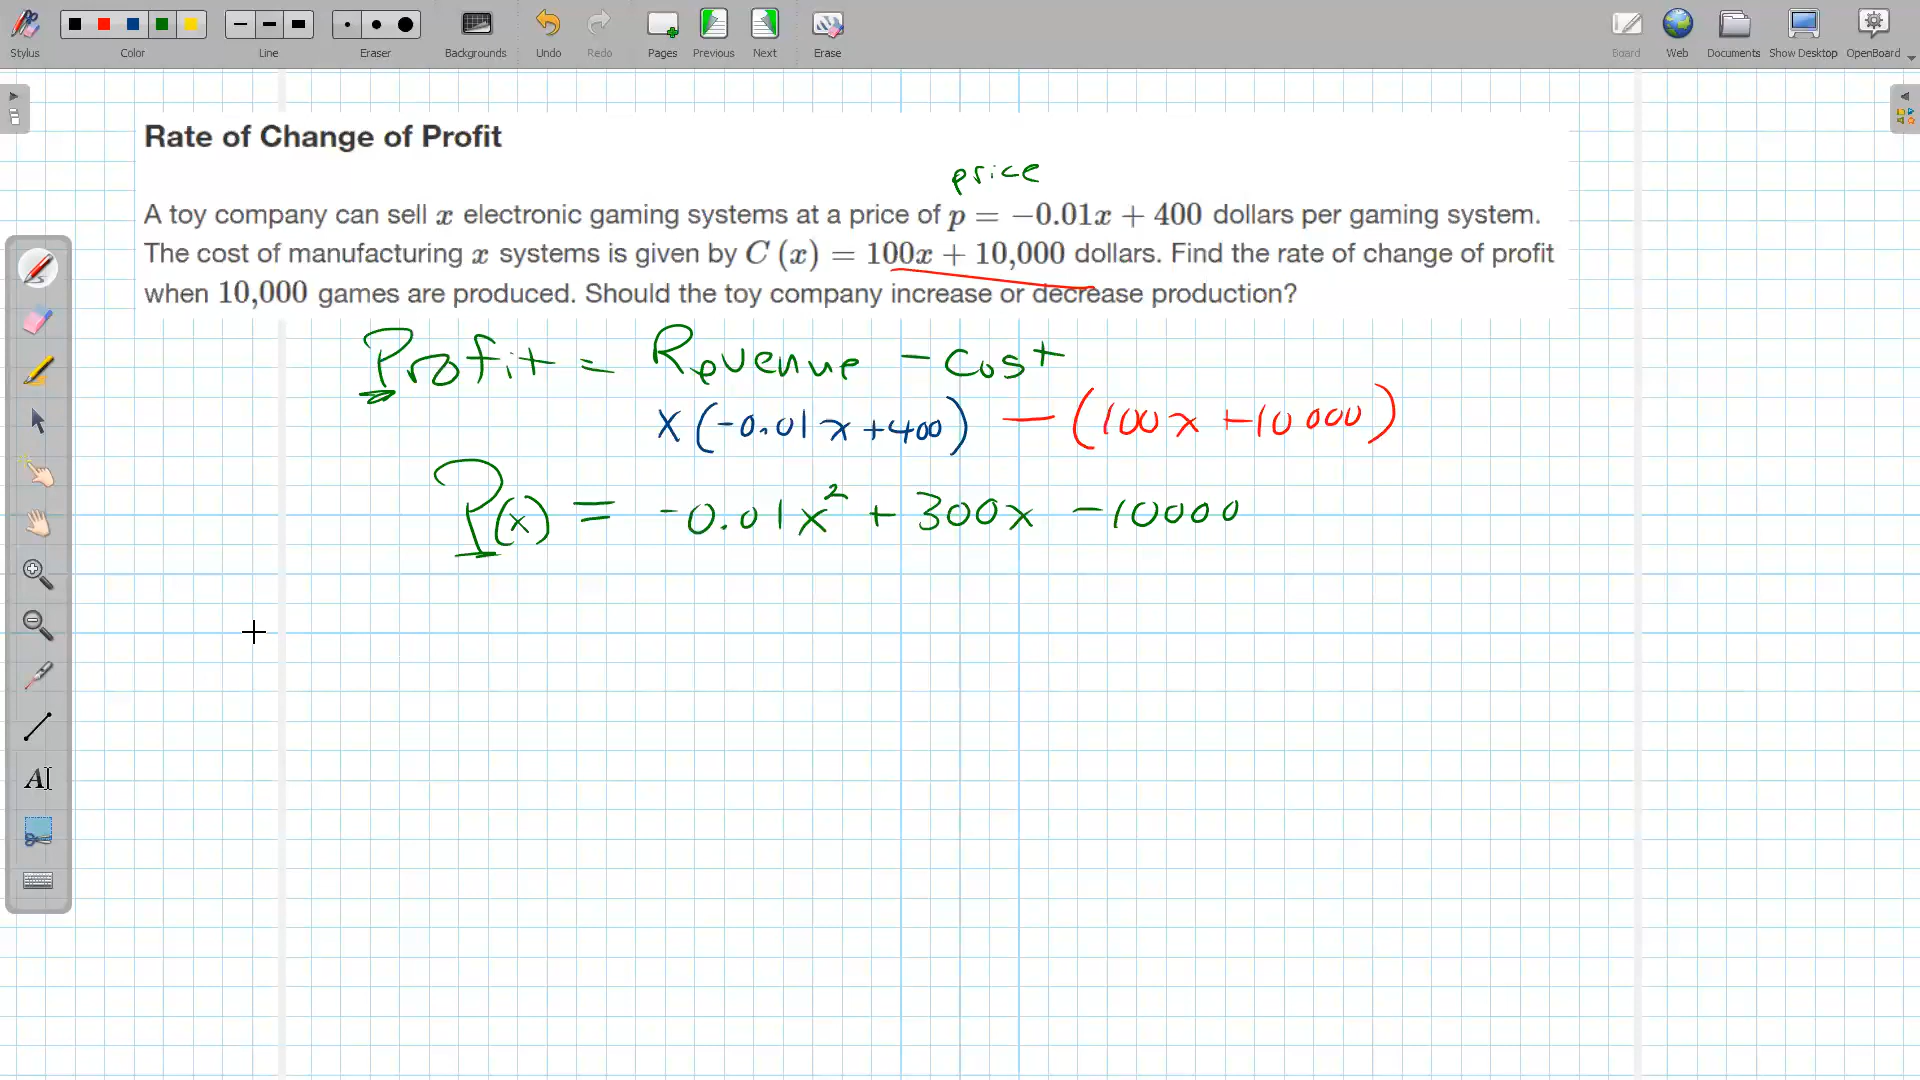 Stylus Color Line Eraser Backgrounds Undo Redo Pages Previous Next Erase Board Web Documents Show Desktop OpenBoard
Rate of Change of Profit
price
A toy company can sell x electronic gaming systems at a price of p = −0.01x + 400 dollars per gaming system.
The cost of manufacturing x systems is given by C (x) = 100x + 10,000 dollars. Find the rate of change of profit
when 10,000 games are produced. Should the toy company increase or decrease production?
Profit = Revenue - cost
x(-0.01x+400) - (100x+10000)
P(x) = -0.01x² + 300x - 10000